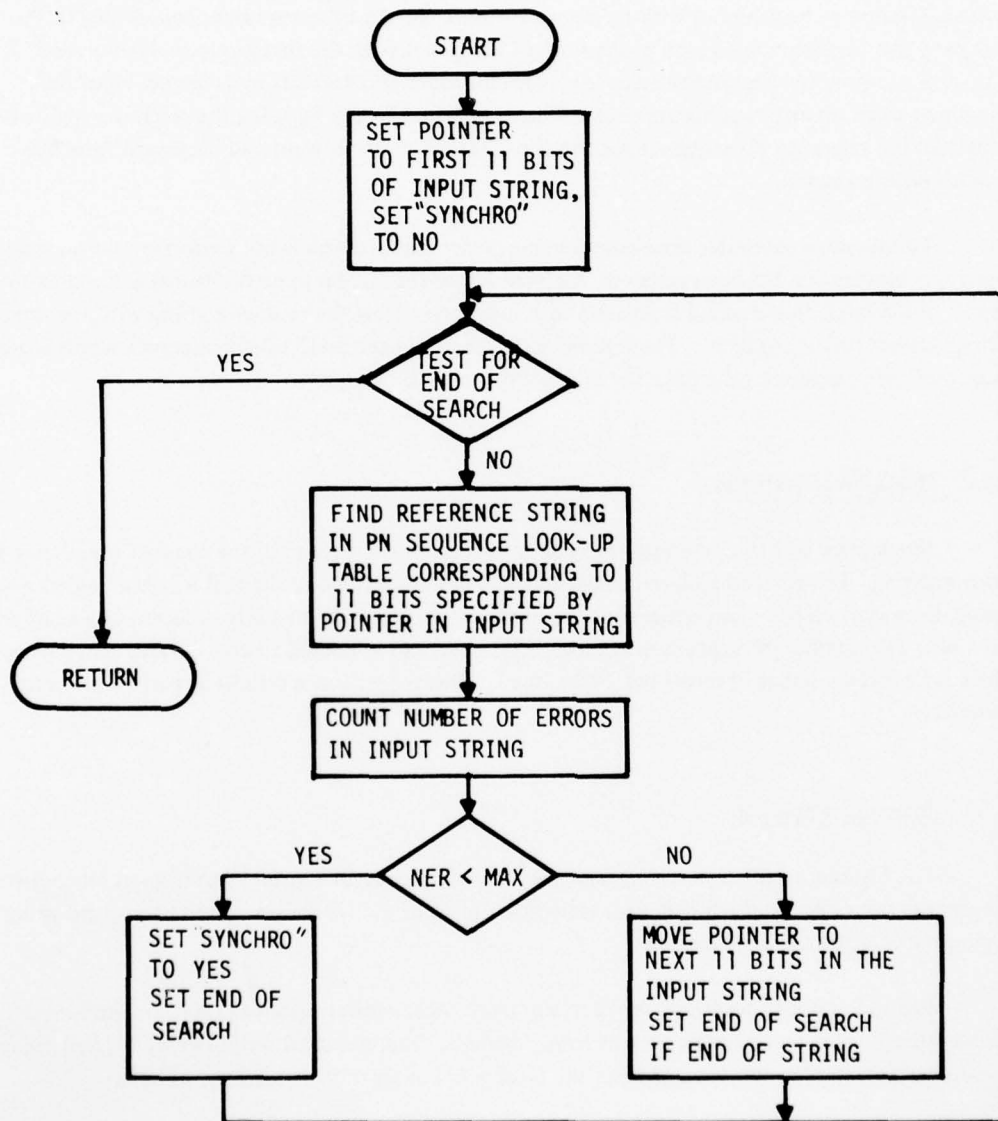 START
SET POINTER
TO FIRST 11 BITS
OF INPUT STRING,
SET"SYNCHRO"
TO NO
YES
TEST FOR
END OF
SEARCH
NO
FIND REFERENCE STRING
IN PN SEQUENCE LOOK-UP
TABLE CORRESPONDING TO
11 BITS SPECIFIED BY
POINTER IN INPUT STRING
RETURN
COUNT NUMBER OF ERRORS
IN INPUT STRING
YES
NER < MAX
NO
SET SYNCHRO"
TO YES
SET END OF
SEARCH
MOVE POINTER TO
NEXT 11 BITS IN THE
INPUT STRING
SET END OF SEARCH
IF END OF STRING